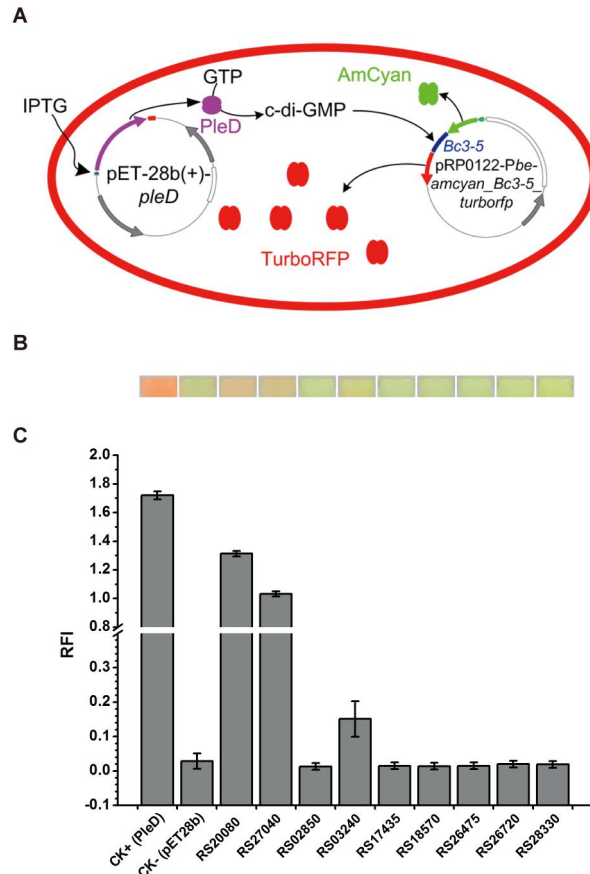 A
IPTG
GTP
PleD
c-di-GMP
AmCyan
Bc3-5
pET-28b(+)-
pleD
pRP0122-Pbe-
amcyan_Bc3-5_
turborfp
TurboRFP
B
C
2.0
1.8
1.6
1.4
1.2
1.0
0.8
0.3
0.2
0.1
0.0
-0.1
RFI
CK+ (PleD)
CK- (pET28b)
RS20080
RS27040
RS02850
RS03240
RS17435
RS18570
RS26475
RS26720
RS28330